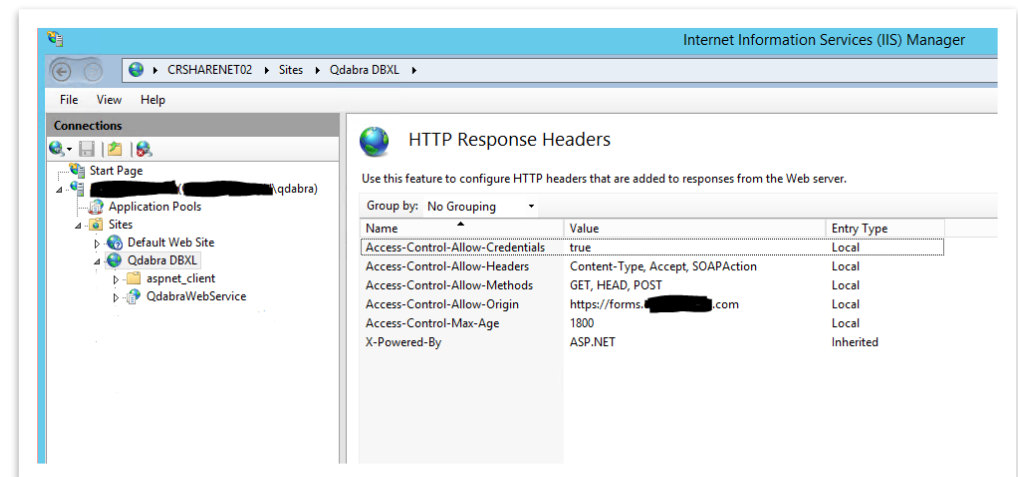 Internet Information Services (IIS) Manager
CRSHARENET02 Sites Qdabra DBXL
File View Help
Connections
Start Page
( \qdabra)
Application Pools
Sites
Default Web Site
Qdabra DBXL
aspnet_client
QdabraWebService
HTTP Response Headers
Use this feature to configure HTTP headers that are added to responses from the Web server.
Group by: No Grouping
Name Value Entry Type
Access-Control-Allow-Credentials true Local
Access-Control-Allow-Headers Content-Type, Accept, SOAPAction Local
Access-Control-Allow-Methods GET, HEAD, POST Local
Access-Control-Allow-Origin https://forms. .com Local
Access-Control-Max-Age 1800 Local
X-Powered-By ASP.NET Inherited